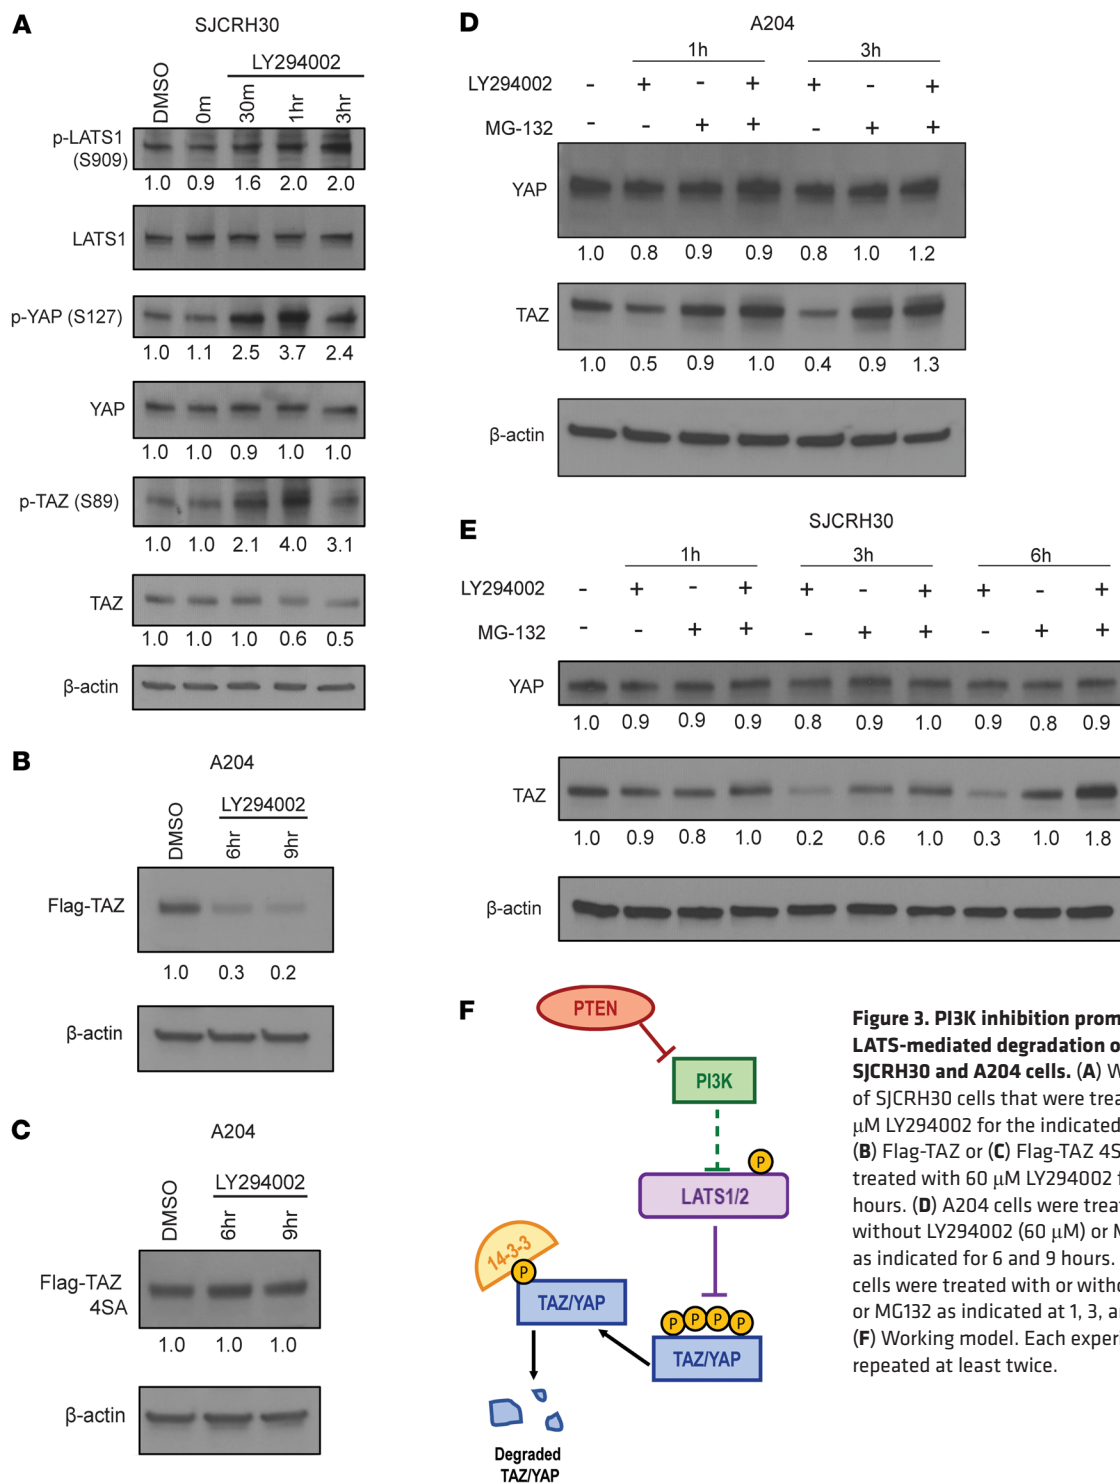 A
SJCRH30
LY294002
DMSO 0m 30m 1hr 3hr
p-LATS1
(S909)
1.0 0.9 1.6 2.0 2.0
LATS1
p-YAP (S127)
1.0 1.1 2.5 3.7 2.4
YAP
1.0 1.0 0.9 1.0 1.0
p-TAZ (S89)
1.0 1.0 2.1 4.0 3.1
TAZ
1.0 1.0 1.0 0.6 0.5
β-actin
B
A204
LY294002
DMSO 6hr 9hr
Flag-TAZ
1.0 0.3 0.2
β-actin
C
A204
LY294002
DMSO 6hr 9hr
Flag-TAZ
4SA
1.0 1.0 1.0
β-actin
D
A204
1h 3h
LY294002 - + - + + - +
MG-132 - - + + - + +
YAP
1.0 0.8 0.9 0.9 0.8 1.0 1.2
TAZ
1.0 0.5 0.9 1.0 0.4 0.9 1.3
β-actin
E
SJCRH30
1h 3h 6h
LY294002 - + - + + - + + - +
MG-132 - - + + - + + - + +
YAP
1.0 0.9 0.9 0.9 0.8 0.9 1.0 0.9 0.8 0.9
TAZ
1.0 0.9 0.8 1.0 0.2 0.6 1.0 0.3 1.0 1.8
β-actin
F
PTEN
PI3K
P
LATS1/2
14-3-3
P
TAZ/YAP
P P P P
TAZ/YAP
Degraded
TAZ/YAP
Figure 3. PI3K inhibition prom
LATS-mediated degradation o
SJCRH30 and A204 cells. (A) W
of SJCRH30 cells that were trea
μM LY294002 for the indicated
(B) Flag-TAZ or (C) Flag-TAZ 4S
treated with 60 μM LY294002 f
hours. (D) A204 cells were treat
without LY294002 (60 μM) or M
as indicated for 6 and 9 hours.
cells were treated with or witho
or MG132 as indicated at 1, 3, a
(F) Working model. Each experi
repeated at least twice.